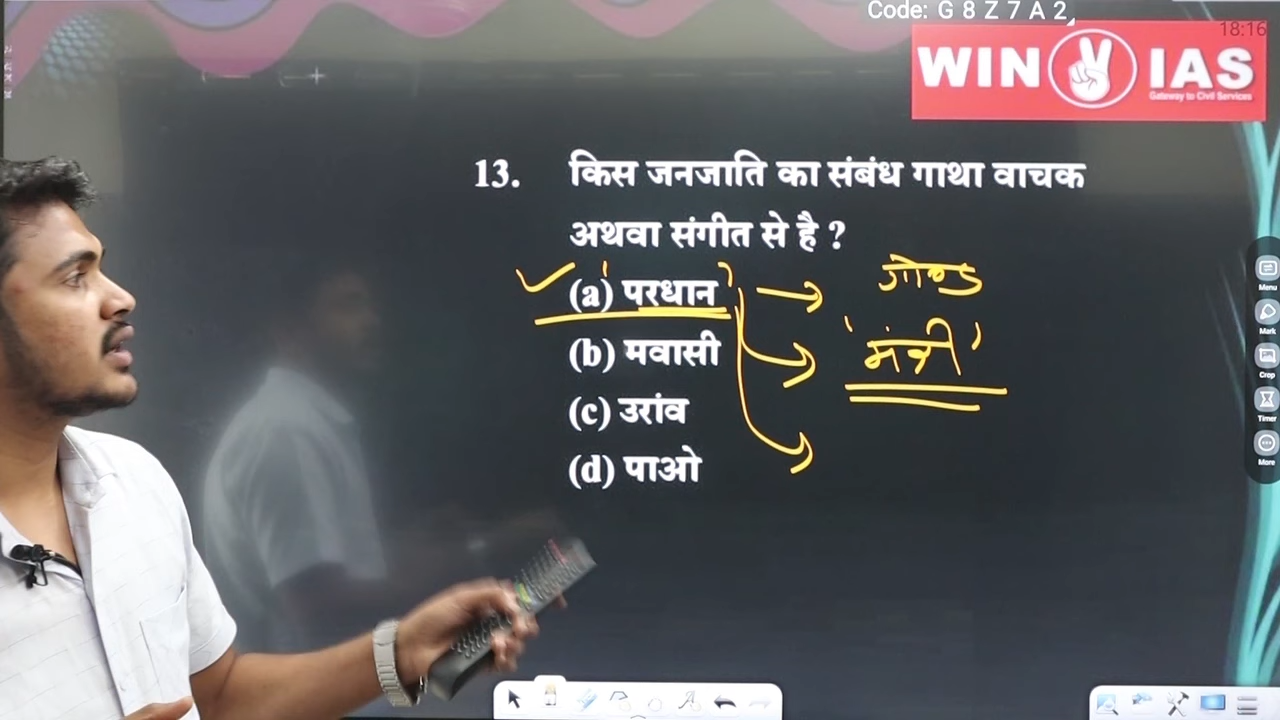 Code: G 8 Z 7 A 2
18:16
WIN IAS
Gateway to Civil Services
13. किस जनजाति का संबंध गाथा वाचक
अथवा संगीत से है ?
(a) परधान
गोण्ड
(b) मवासी
मंत्री
(c) उरांव
(d) पाओ
Menu
Mark
Crop
Timer
More